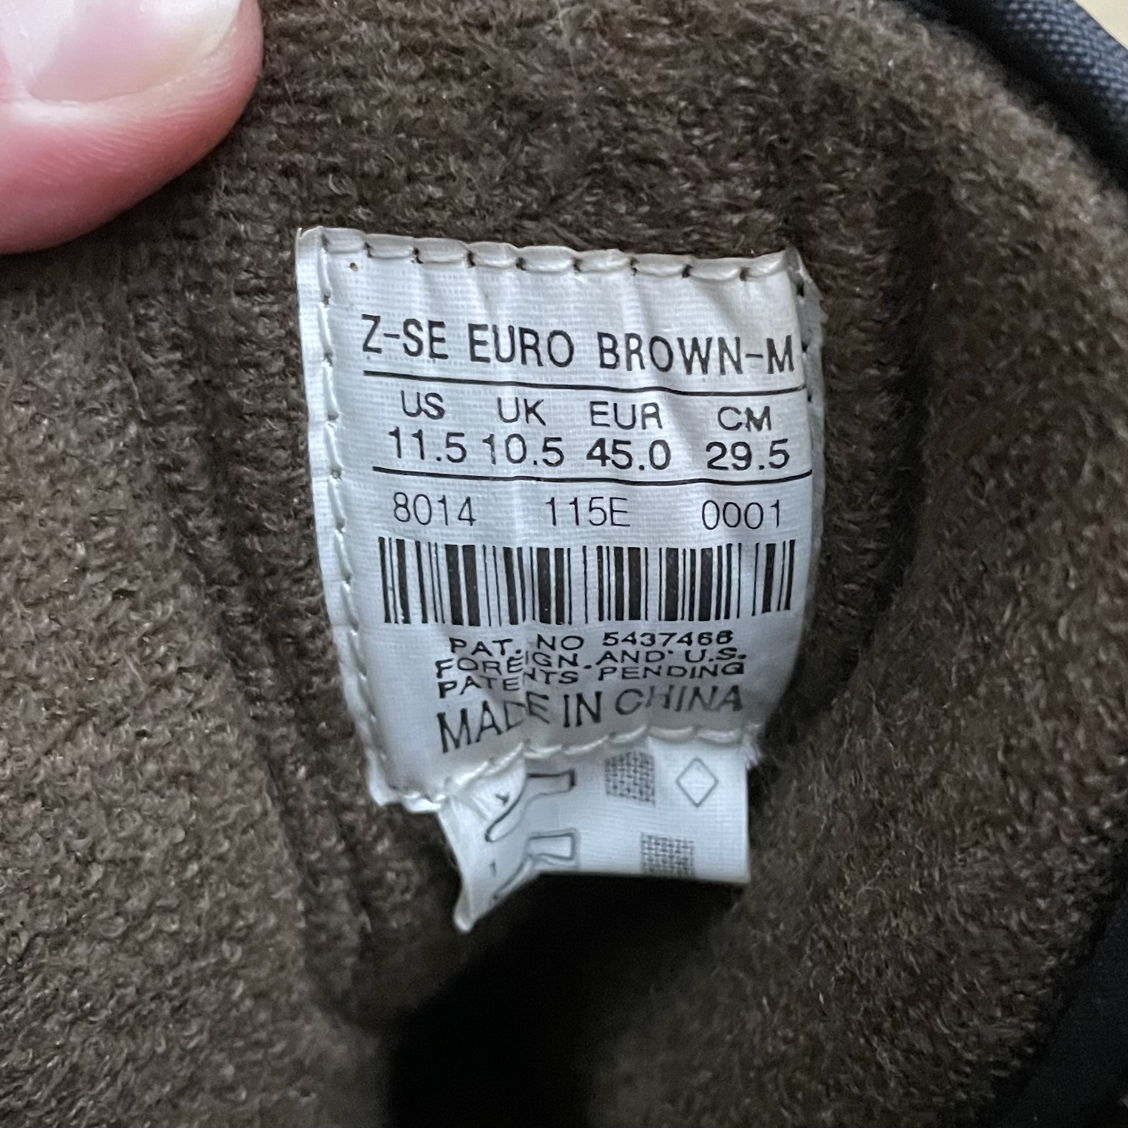 Z-SE EURO BROWN-M
US UK EUR CM
11.5 10.5 45.0 29.5
8014 115E 0001
PAT. NO 5437466
FOREIGN.AND U.S.
PATENTS PENDING
MADE IN CHINA